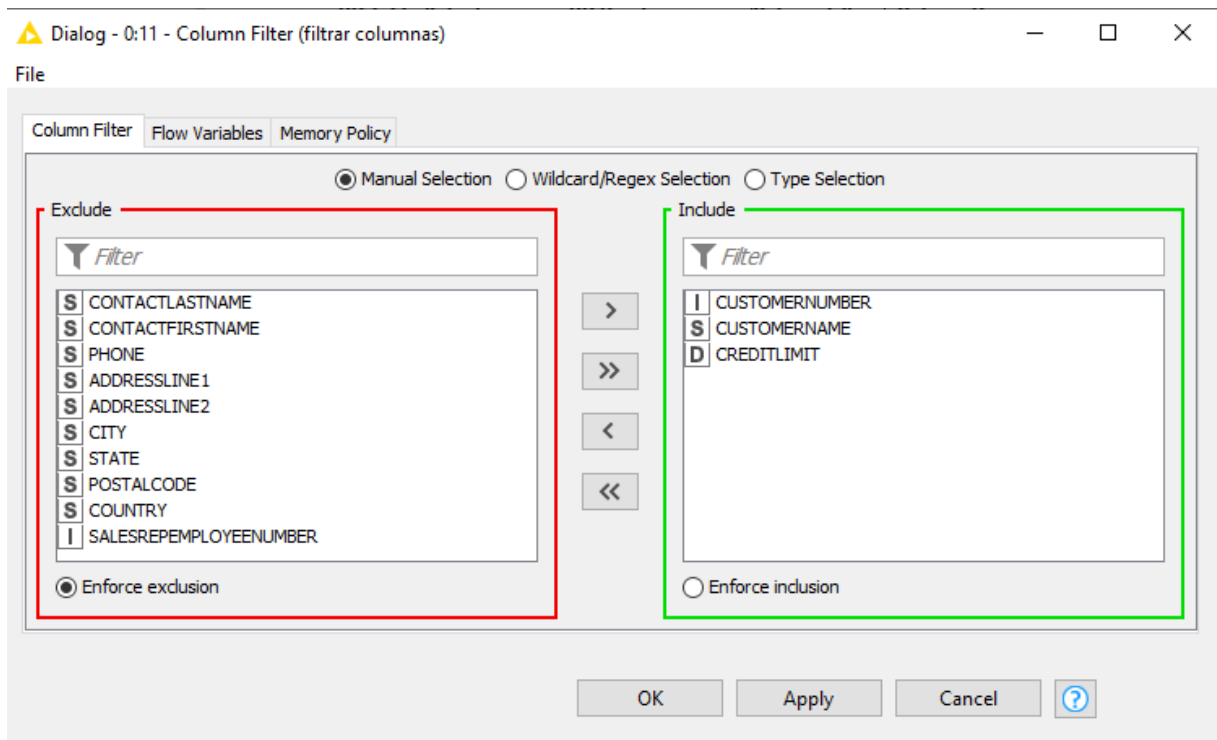 Dialog - 0:11 - Column Filter (filtrar columnas)
File
Column Filter Flow Variables Memory Policy
Manual Selection Wildcard/Regex Selection Type Selection
Exclude
Filter
S CONTACTLASTNAME
S CONTACTFIRSTNAME
S PHONE
S ADDRESSLINE1
S ADDRESSLINE2
S CITY
S STATE
S POSTALCODE
S COUNTRY
I SALESREPEMPLOYEENUMBER
Enforce exclusion
>
>>
<
<<
Include
Filter
I CUSTOMERNUMBER
S CUSTOMERNAME
D CREDITLIMIT
Enforce inclusion
OK Apply Cancel ?